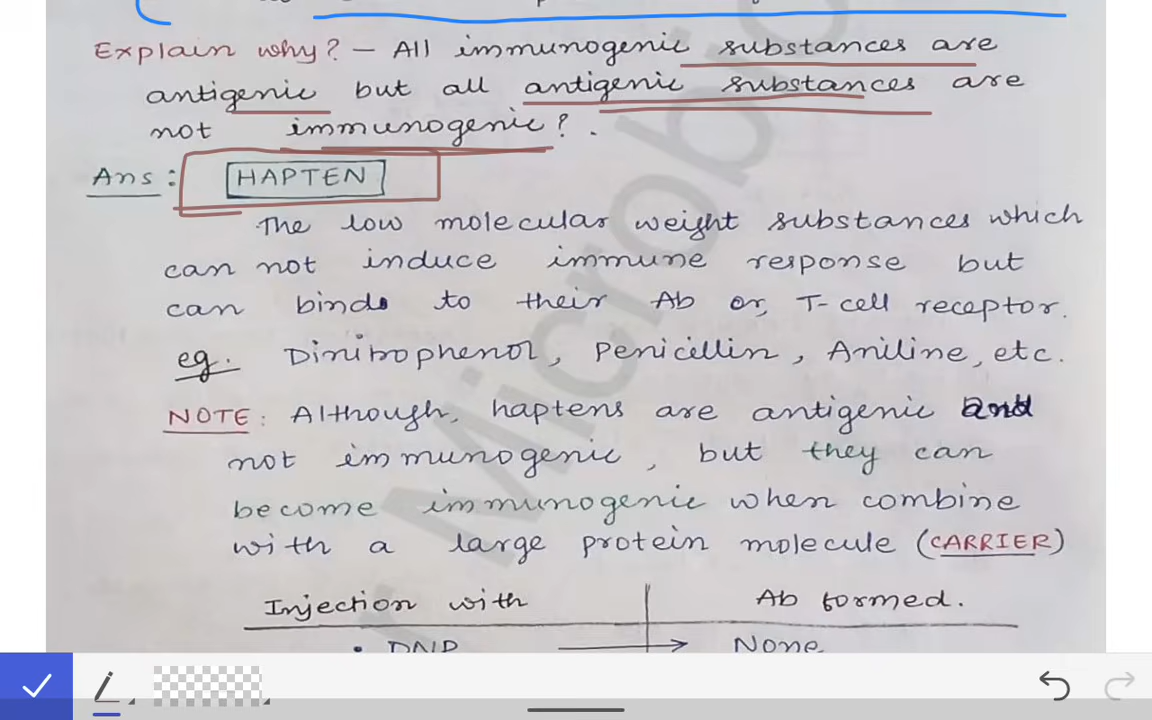 Explain why? – All immunogenic substances are
antigenic but all antigenic substances are
not immunogenic?.
Ans: HAPTEN
The low molecular weight substances which
can not induce immune response but
can binds to their Ab or, T-cell receptor.
eg. Dinitrophenol, Penicillin, Aniline, etc.
NOTE: Although, haptens are antigenic and
not immunogenic, but they can
become immunogenic when combine
with a large protein molecule (CARRIER)
Injection with Ab formed.
• DNP → None
Microbio